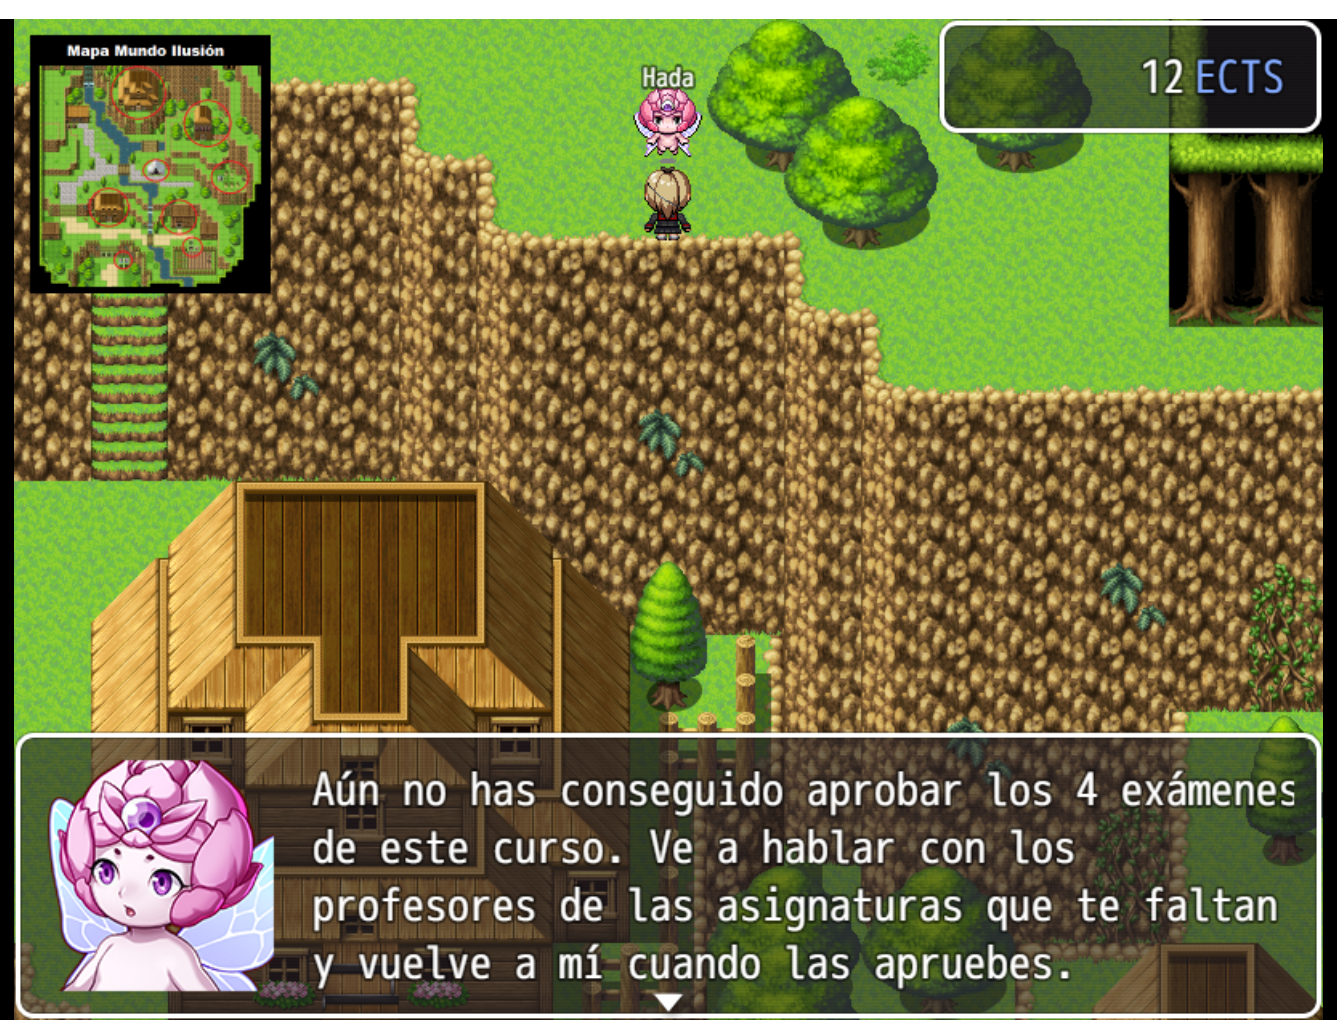 Mapa Mundo Ilusión
Hada
12 ECTS
Aún no has conseguido aprobar los 4 exámenes
de este curso. Ve a hablar con los
profesores de las asignaturas que te faltan
y vuelve a mí cuando las apruebes.